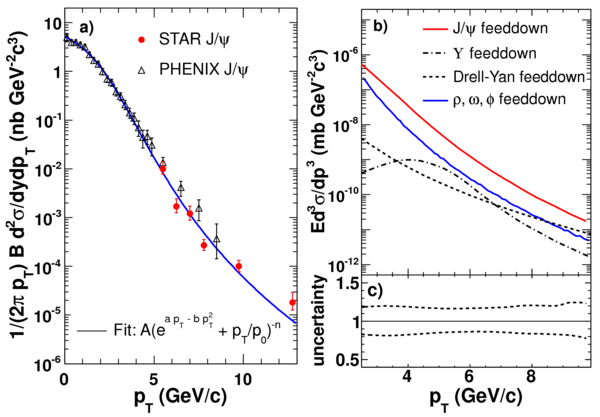 a)
STAR J/ψ
PHENIX J/ψ
10
1
10⁻¹
10⁻²
10⁻³
10⁻⁴
10⁻⁵
10⁻⁶
1/(2π p_T) B d²σ/dydp_T (nb GeV⁻²c³)
Fit: A(e^{a p_T - b p_T^2} + p_T/p_0)^{-n}
0 5 10
p_T (GeV/c)
b)
J/ψ feeddown
Υ feeddown
Drell-Yan feeddown
ρ, ω, ϕ feeddown
10⁻⁶
10⁻⁸
10⁻¹⁰
10⁻¹²
Ed³σ/dp³ (mb GeV⁻²c³)
c)
1.5
1
0.5
uncertainty
4 6 8
p_T (GeV/c)